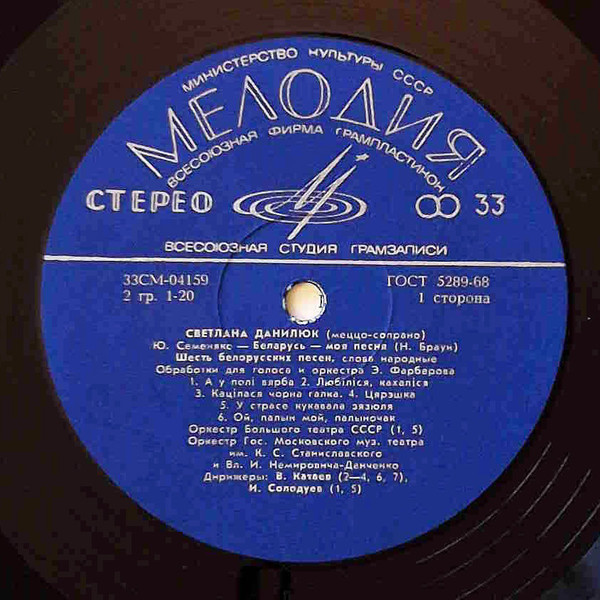 МИНИСТЕРСТВО КУЛЬТУРЫ СССР
МЕЛОДИЯ
ВСЕСОЮЗНАЯ ФИРМА ГРАМПЛАСТИНОК
СТЕРЕО 33
ВСЕСОЮЗНАЯ СТУДИЯ ГРАМЗАПИСИ
33СМ-04159 ГОСТ 5289-68
2 гр. 1-20 1 сторона
СВЕТЛАНА ДАНИЛЮК (меццо-сопрано)
Ю. Семеняко — Беларусь — моя песня (Н. Браун)
Шесть белорусских песен, слова народные
Обработки для голоса и оркестра Э. Фарберова
1. А у полі вярба 2. Любіліся, кахаліся
3. Кацілася чорна галка. 4. Цярэшка
5. У страсе кукавала зязюля
6. Ой, палын мой, палыночак
Оркестр Большого театра СССР (1, 5)
Оркестр Гос. Московского муз. театра
им. К. С. Станиславского
и Вл. И. Немировича-Данченко
Дирижеры: В. Катаев (2—4, 6, 7),
И. Солодуев (1, 5)